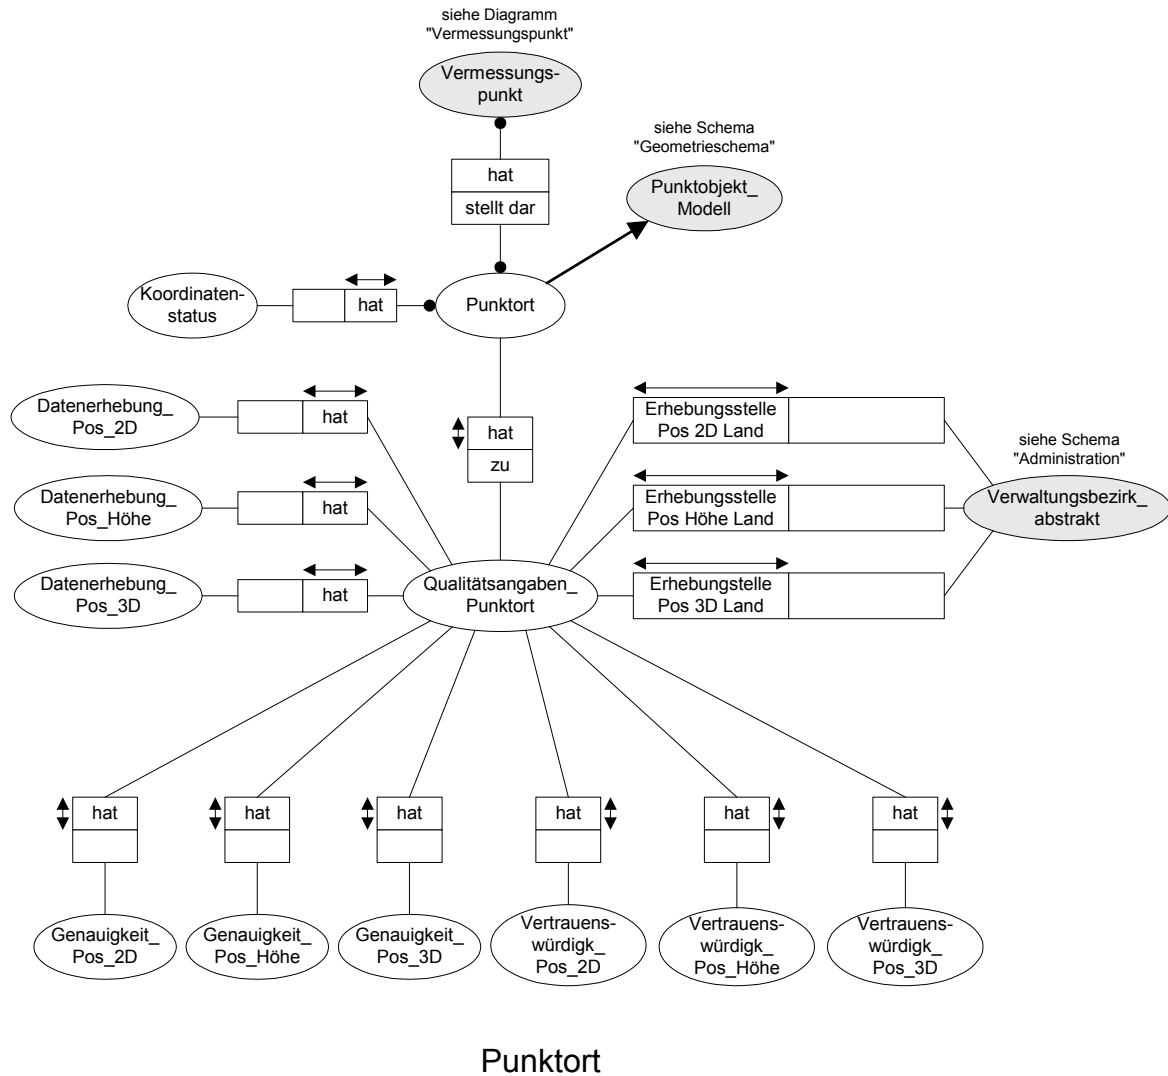 siehe Diagramm
"Vermessungspunkt"
Vermessungs-
punkt
siehe Schema
"Geometrieschema"
hat
stellt dar
Punktobjekt_
Modell
Koordinaten-
status
hat
Punktort
Datenerhebung_
Pos_2D
hat
hat
zu
Erhebungsstelle
Pos 2D Land
siehe Schema
"Administration"
Datenerhebung_
Pos_Höhe
hat
Erhebungsstelle
Pos Höhe Land
Verwaltungsbezirk_
abstrakt
Datenerhebung_
Pos_3D
hat
Qualitätsangaben_
Punktort
Erhebungstelle
Pos 3D Land
hat
hat
hat
hat
hat
hat
Genauigkeit_
Pos_2D
Genauigkeit_
Pos_Höhe
Genauigkeit_
Pos_3D
Vertrauens-
würdigk_
Pos_2D
Vertrauens-
würdigk_
Pos_Höhe
Vertrauens-
würdigk_
Pos_3D
Punktort